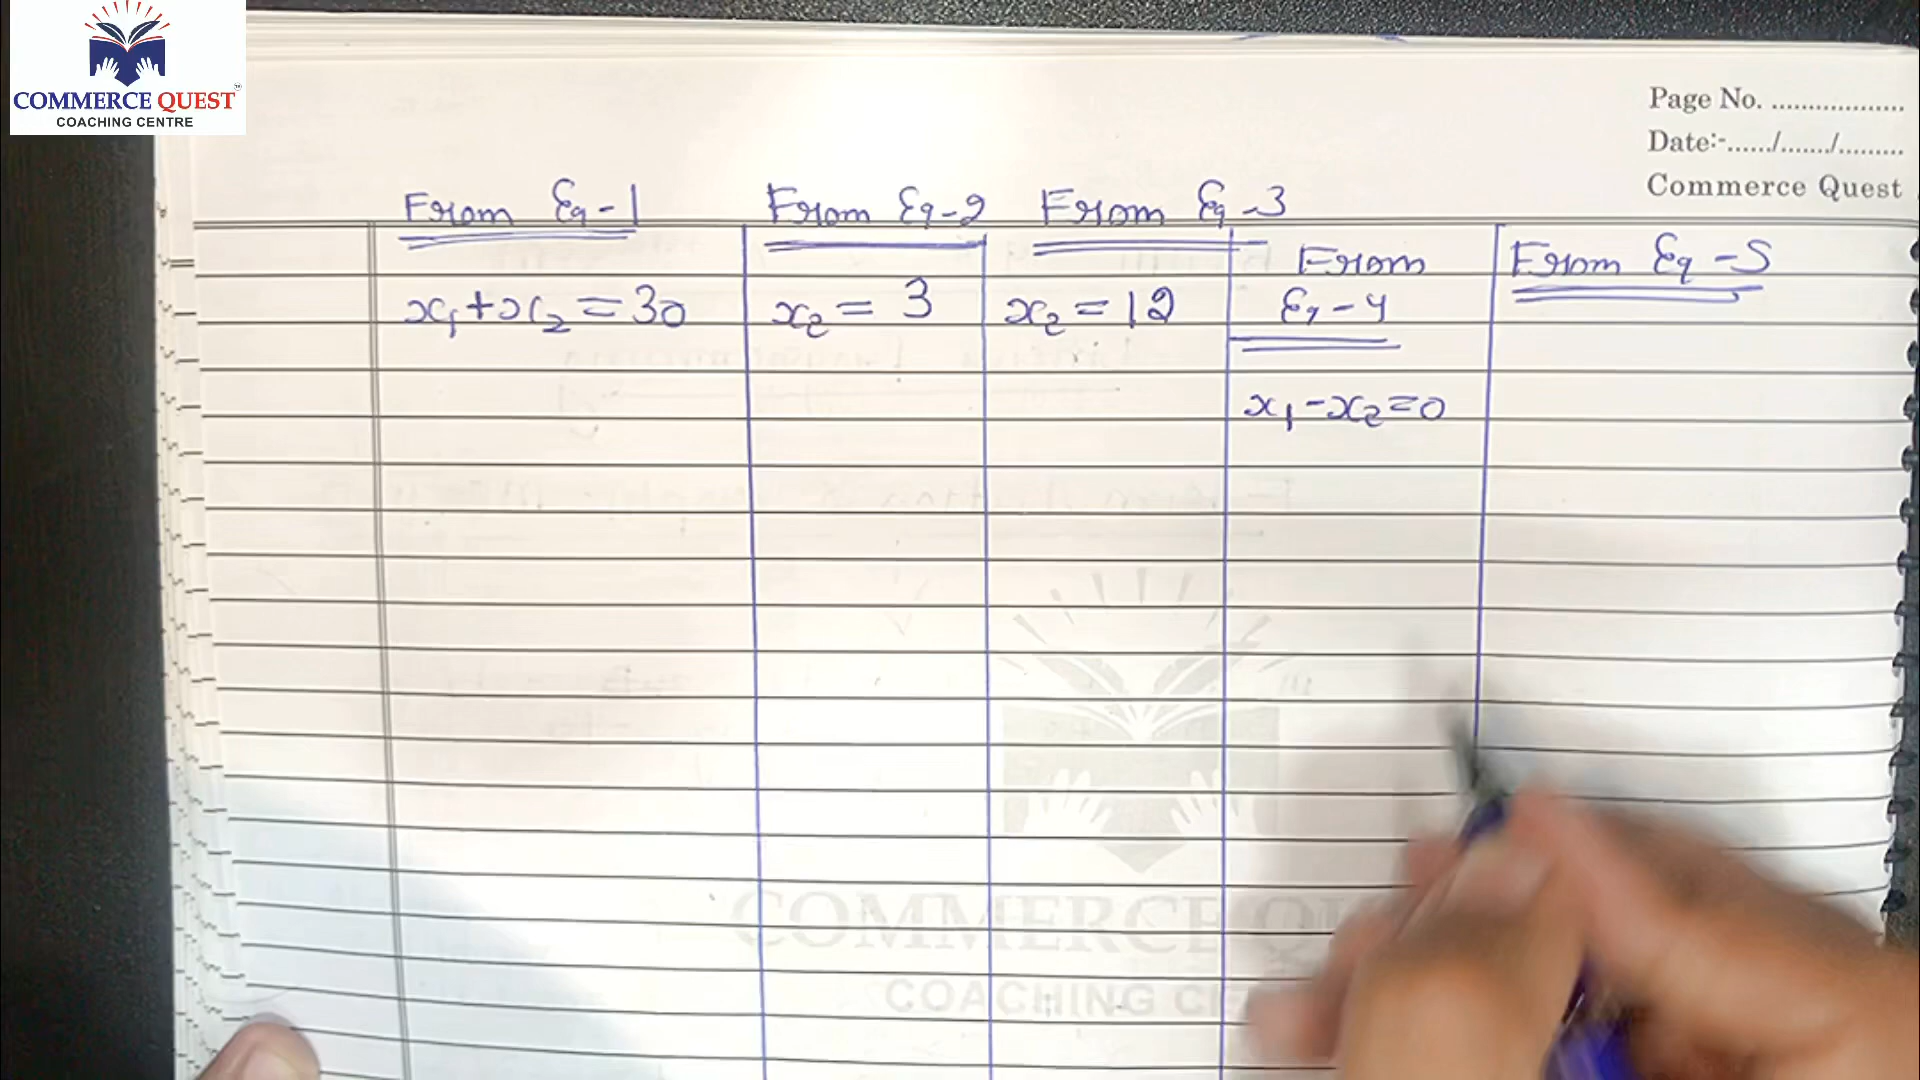 COMMERCE QUEST
COACHING CENTRE
Page No. ..................
Date:-....../......./.........
Commerce Quest
From Eq-1
x₁+x₂=30
From Eq-2
x₂= 3
From Eq-3
x₂=12
From
Eq-4
x₁-x₂=0
From Eq-5
COMMERCE QU
COACHING CE